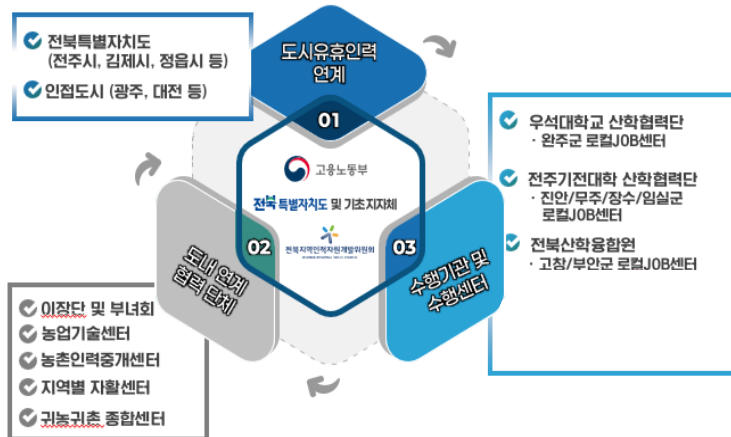 전북특별자치도
(전주시, 김제시, 정읍시 등)
인접도시 (광주, 대전 등)
도시유휴인력
연계
01
고용노동부
전북특별자치도 및 기초지자체
전북지역인적자원개발위원회
02
03
도내 연계
협력 단체
수행기관 및
수행센터
우석대학교 산학협력단
· 완주군 로컬JOB센터
전주기전대학 산학협력단
· 진안/무주/장수/임실군
로컬JOB센터
전북산학융합원
· 고창/부안군 로컬JOB센터
이장단 및 부녀회
농업기술센터
농촌인력중개센터
지역별 자활센터
귀농귀촌 종합센터